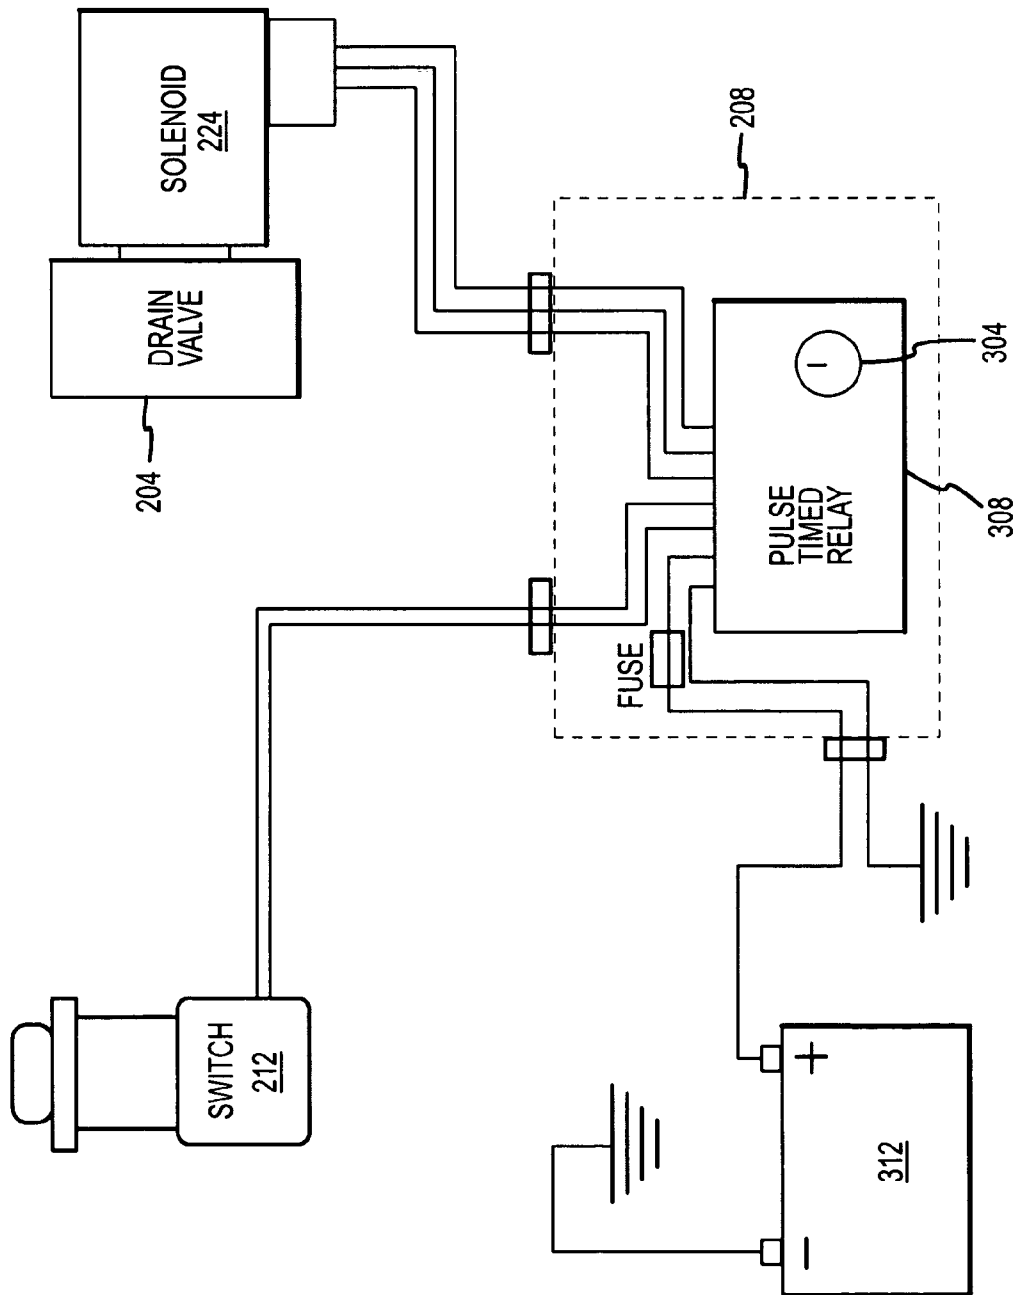 SOLENOID
224
DRAIN
VALVE
204
208
304
308
PULSE
TIMED
RELAY
FUSE
SWITCH
212
+
−
312